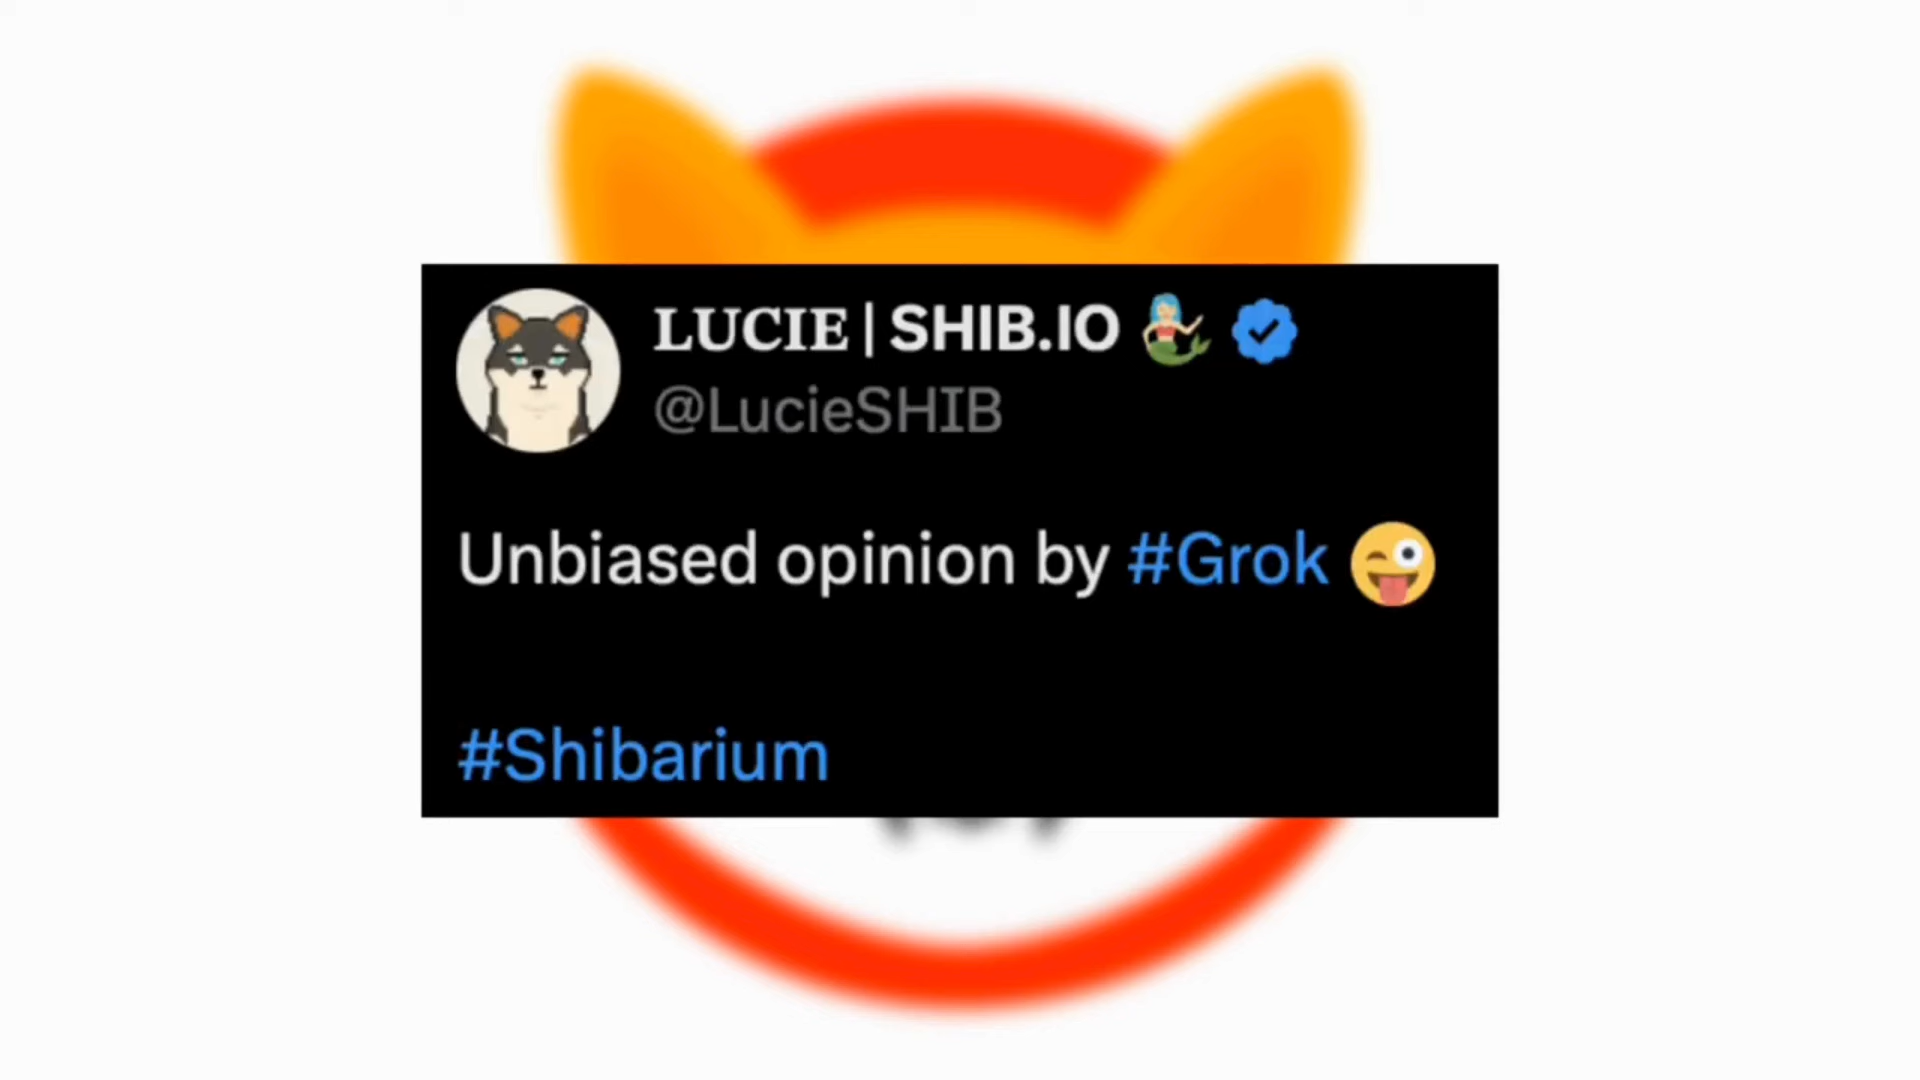 LUCIE | SHIB.IO 🧜‍♀️
@LucieSHIB
Unbiased opinion by #Grok 😜
#Shibarium